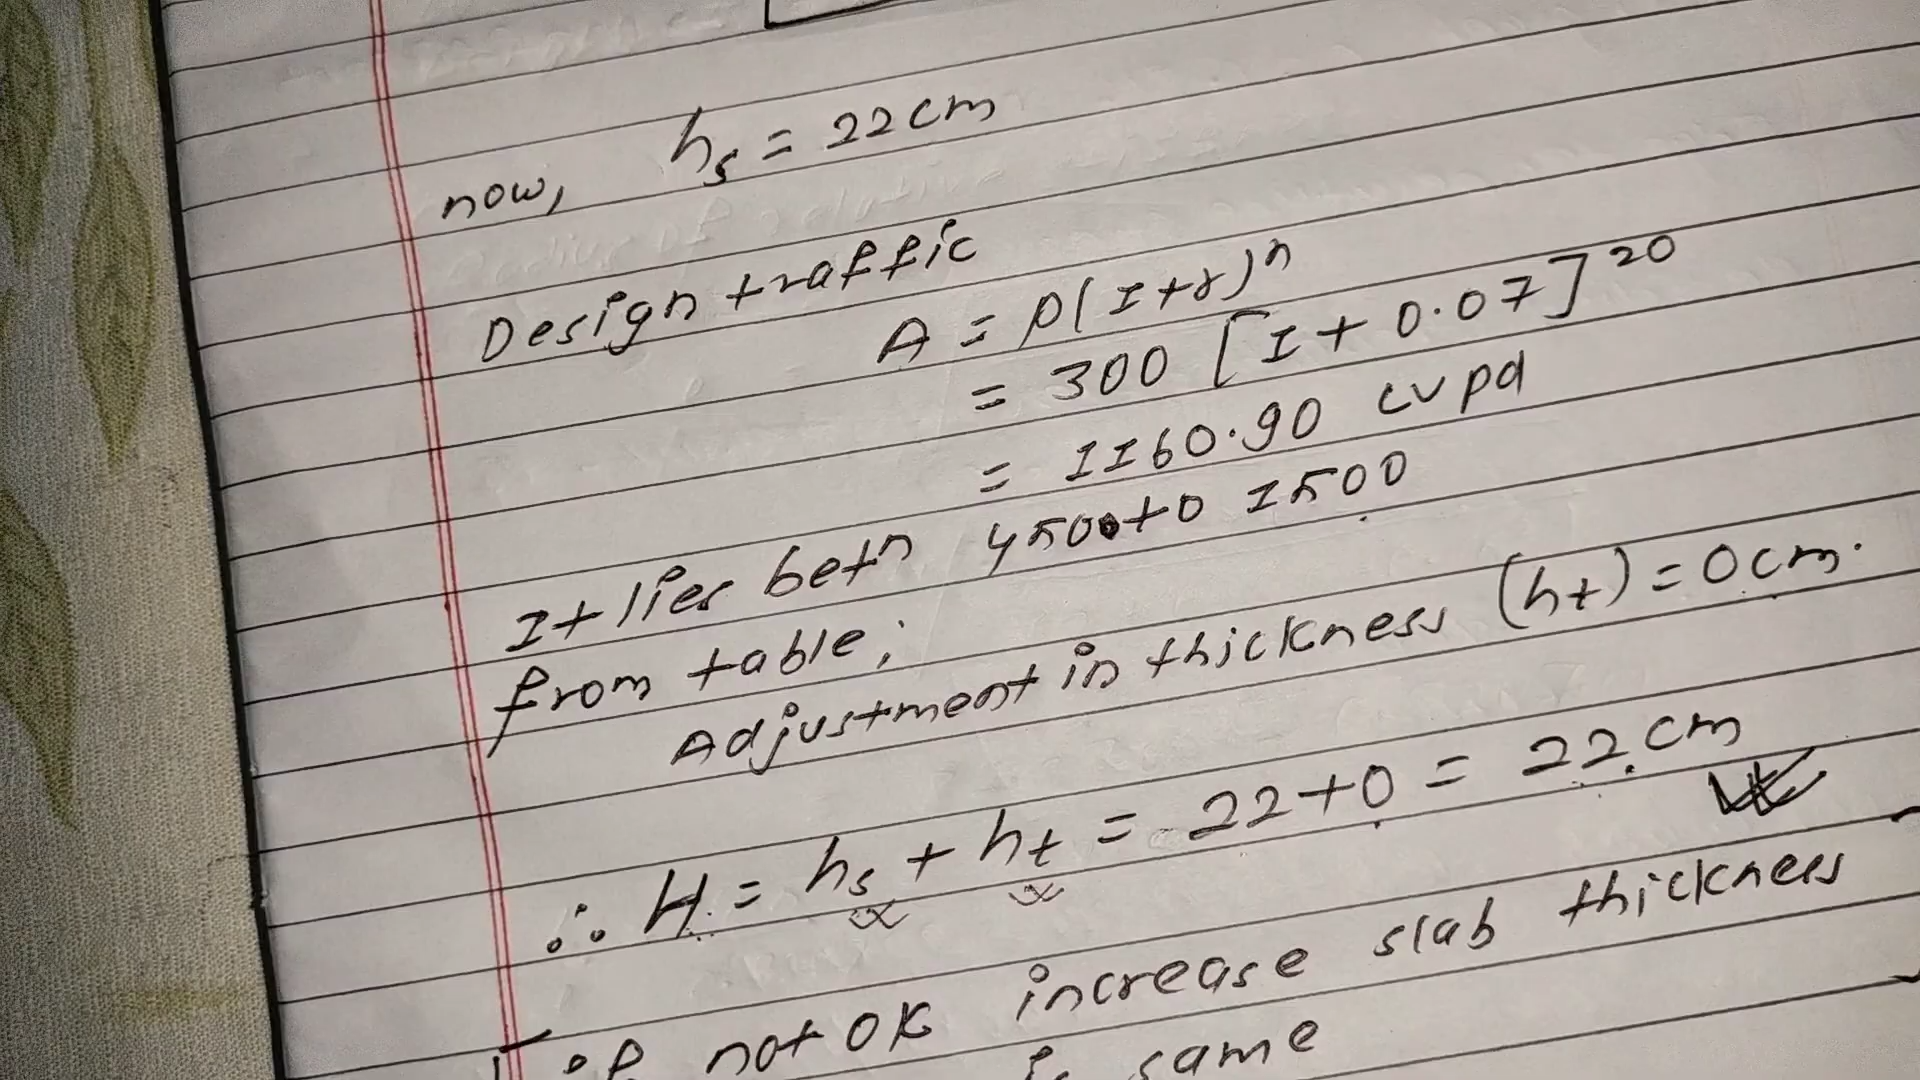 now, hs = 22cm
Design traffic
A = P(1+r)ⁿ
= 300 [1 + 0.07]²⁰
= 1160.90 cvpd
It lies betn 450 to 1500
from table;
Adjustment in thickness (ht) = 0cm.
∴ H = hs + ht = 22+0 = 22cm
if not OK increase slab thickness
same